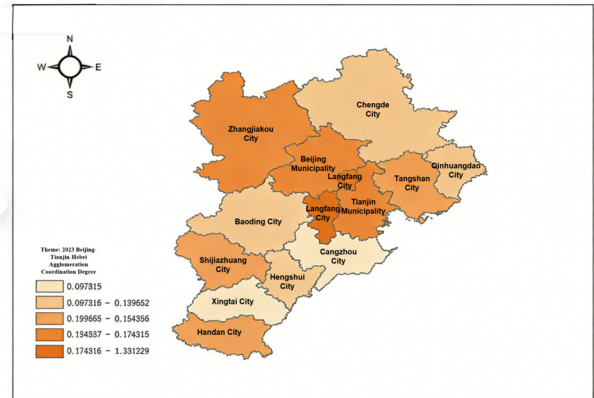 N
W E
S
Chengde
City
Zhangjiakou
City
Beijing
Municipality
Qinhuangdao
City
Langfang
City
Tangshan
City
Langfang
City
Tianjin
Municipality
Baoding City
Cangzhou
City
Shijiazhuang
City
Hengshui
City
Xingtai City
Handan City
Theme: 2023 Beijing-
Tianjin-Hebei
Agglomeration
Coordination Degree
0.097315
0.097316 - 0.139652
0.199665 - 0.154356
0.154337 - 0.174315
0.174316 - 1.331229